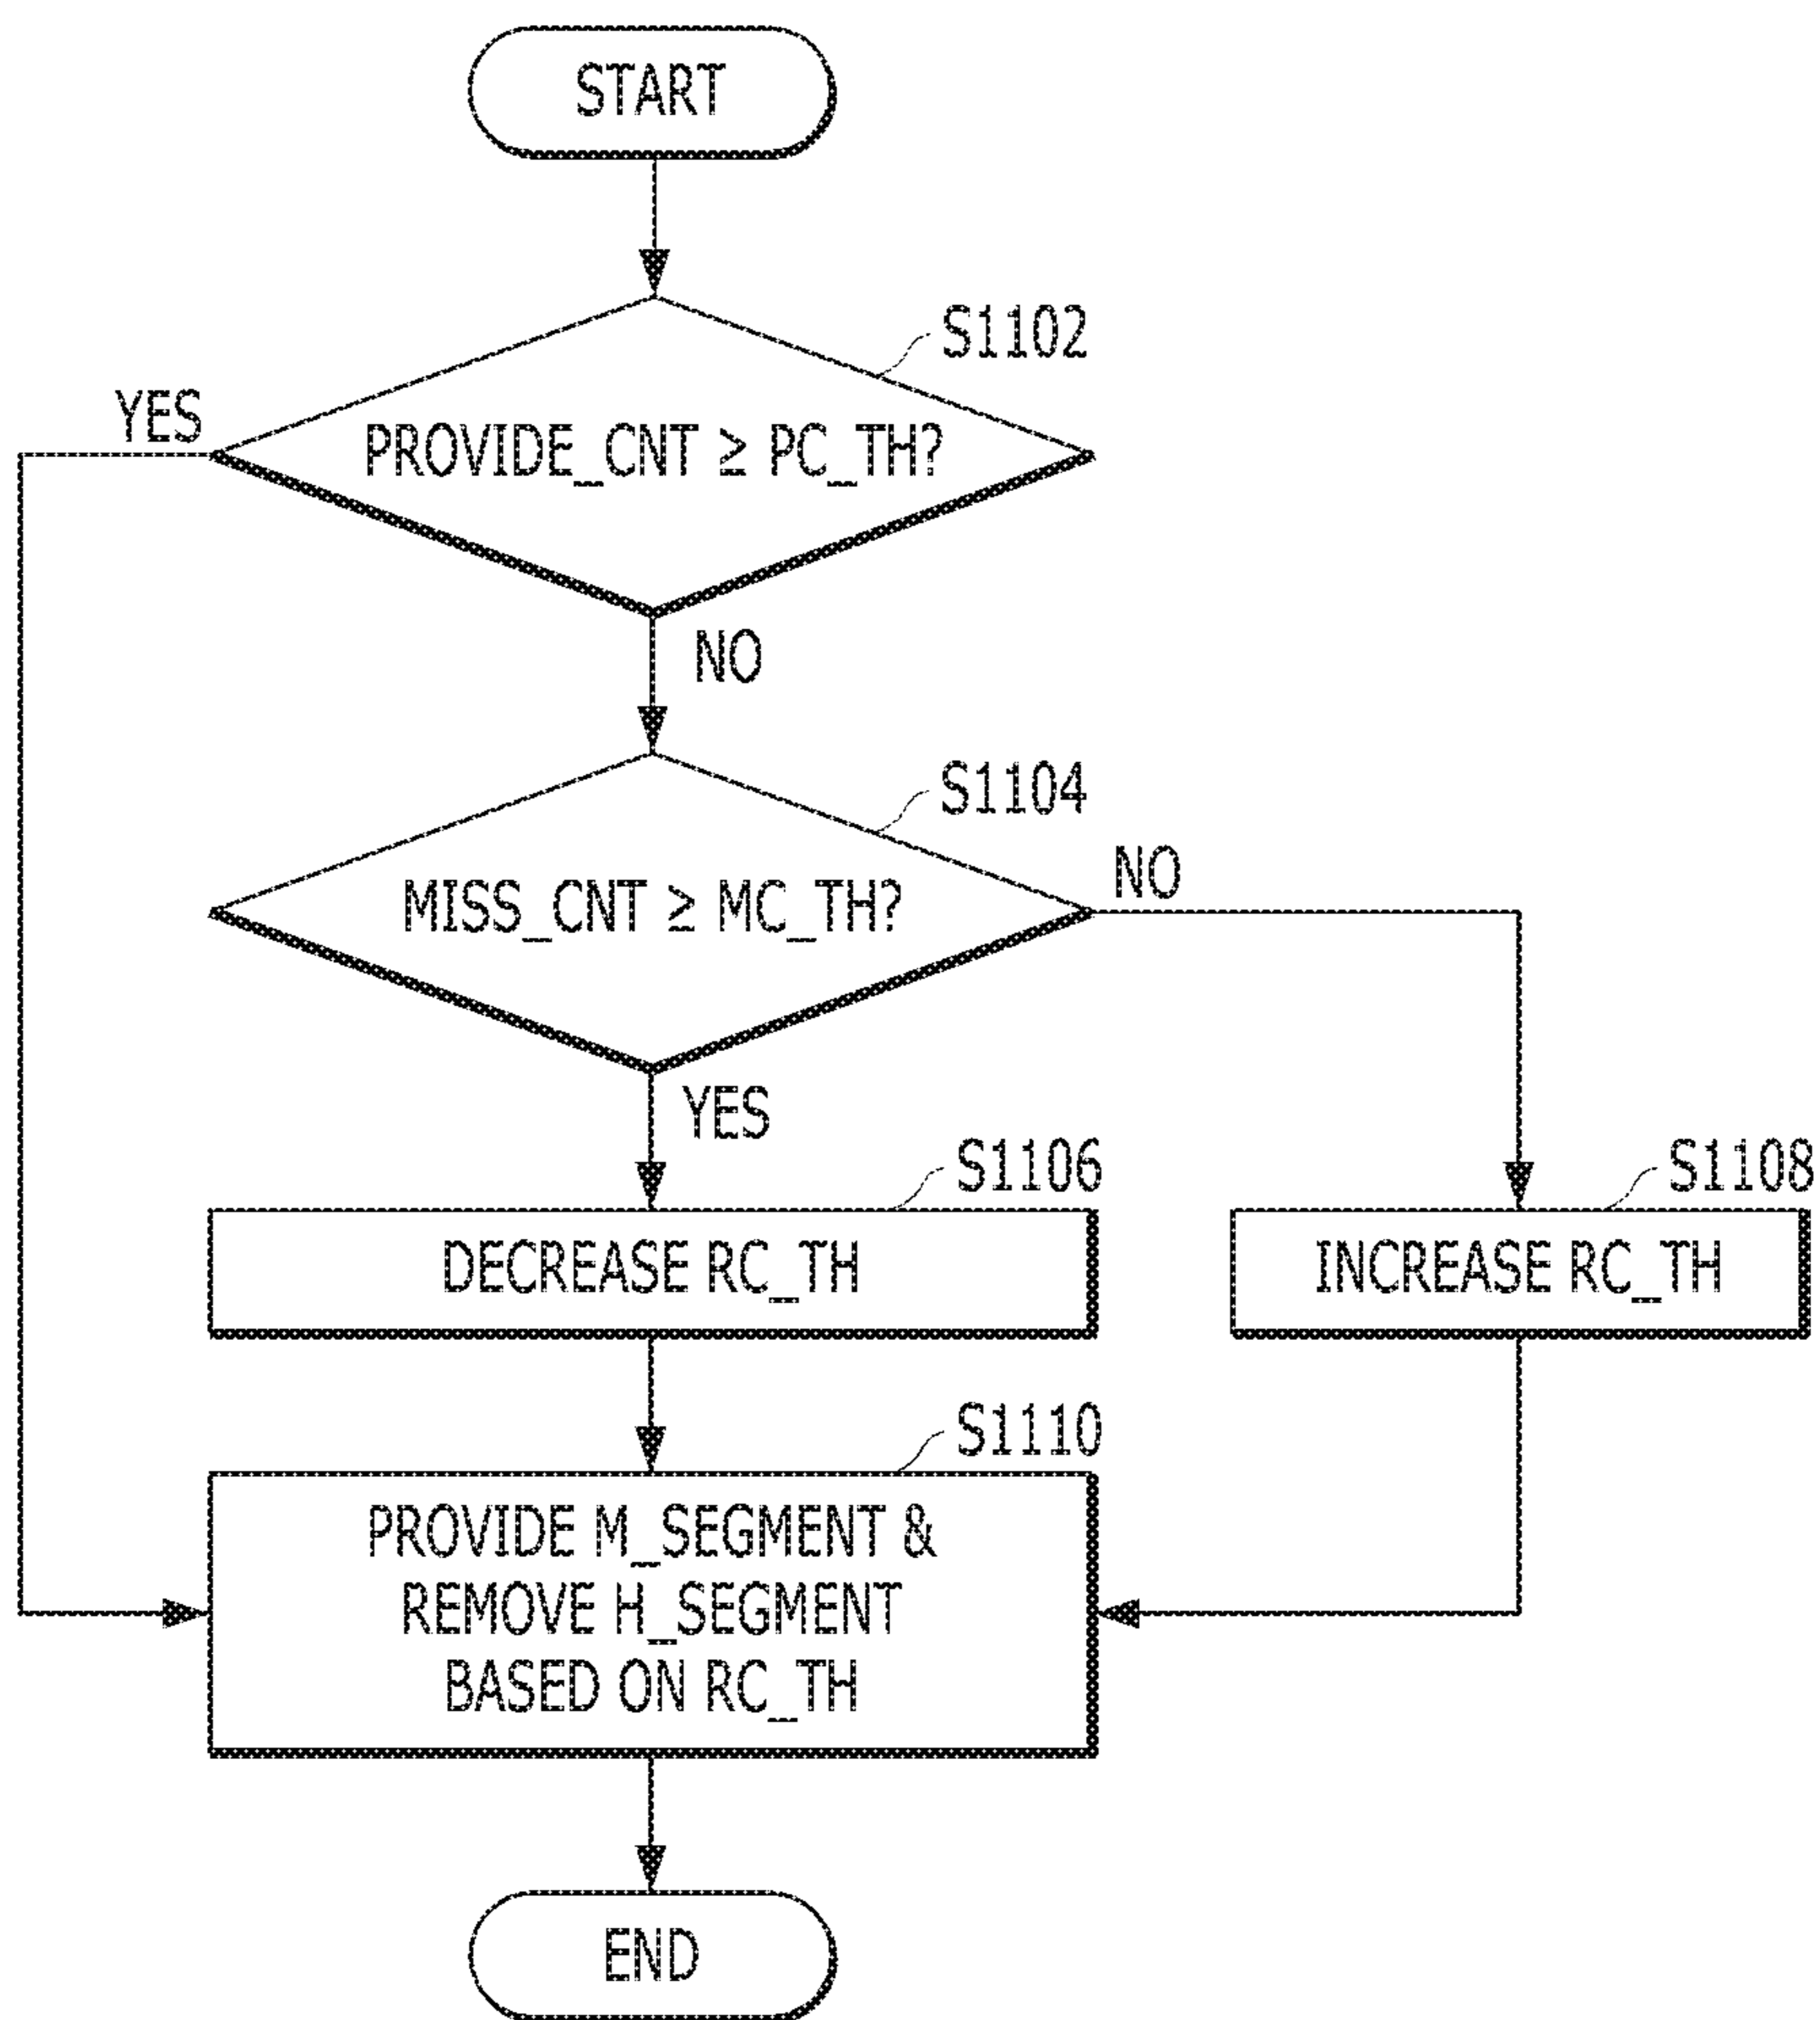 START
S1102
YES
PROVIDE_CNT ≥ PC_TH?
NO
S1104
NO
MISS_CNT ≥ MC_TH?
YES
S1106
S1108
DECREASE RC_TH
INCREASE RC_TH
S1110
PROVIDE M_SEGMENT &
REMOVE H_SEGMENT
BASED ON RC_TH
END